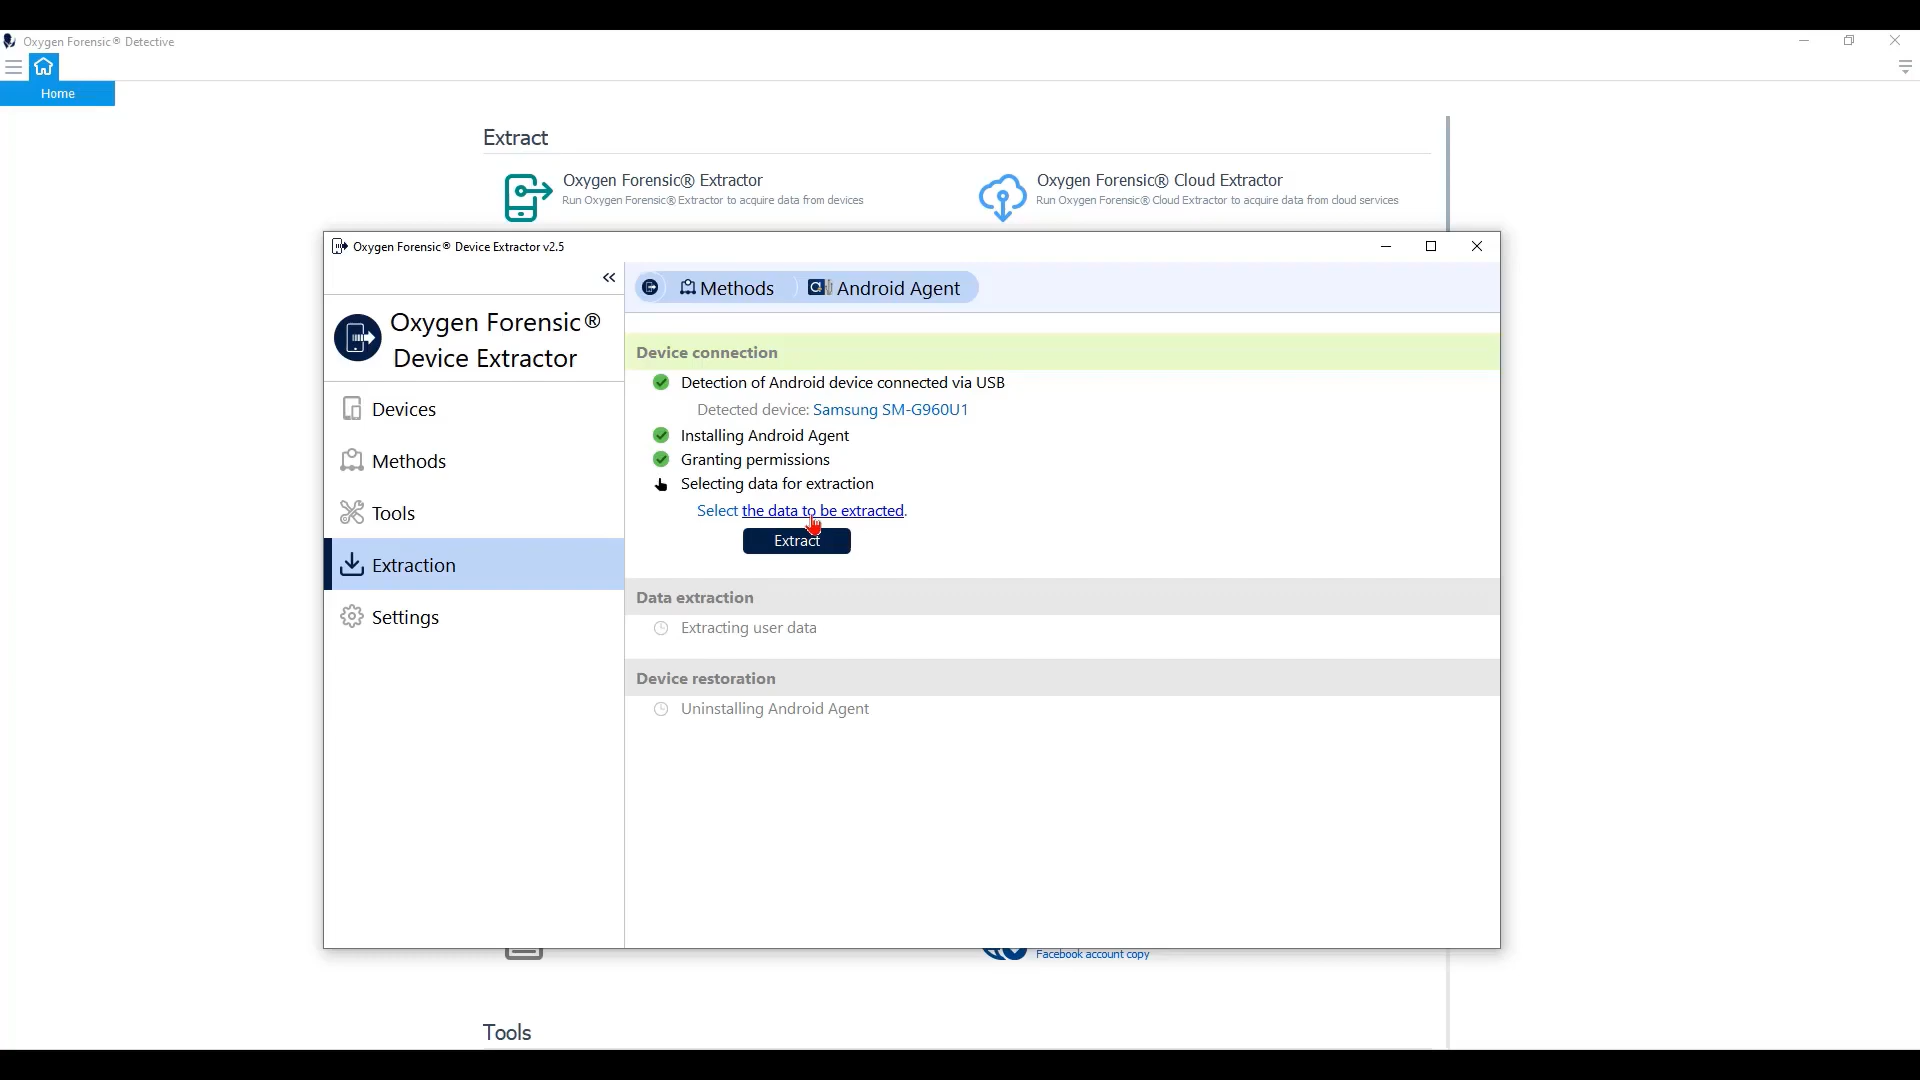 Oxygen Forensic® Detective
Home
Extract
Oxygen Forensic® Extractor
Run Oxygen Forensic® Extractor to acquire data from devices
Oxygen Forensic® Cloud Extractor
Run Oxygen Forensic® Cloud Extractor to acquire data from cloud services
Oxygen Forensic® Device Extractor v2.5
Oxygen Forensic®
Device Extractor
Devices
Methods
Tools
Extraction
Settings
Methods
Android Agent
Device connection
Detection of Android device connected via USB
Detected device: Samsung SM-G960U1
Installing Android Agent
Granting permissions
Selecting data for extraction
Select the data to be extracted.
Extract
Data extraction
Extracting user data
Device restoration
Uninstalling Android Agent
Facebook account copy
Tools